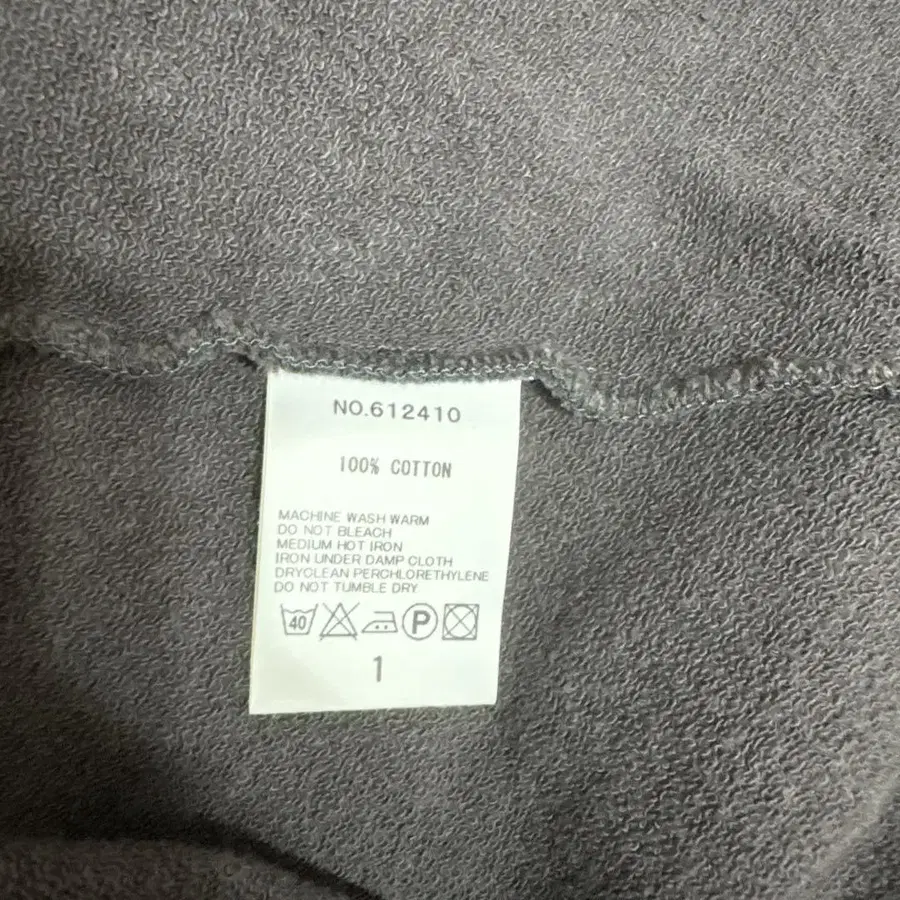 NO.612410
100% COTTON
MACHINE WASH WARM
DO NOT BLEACH
MEDIUM HOT IRON
IRON UNDER DAMP CLOTH
DRYCLEAN PERCHLORETHYLENE
DO NOT TUMBLE DRY
40 P
1